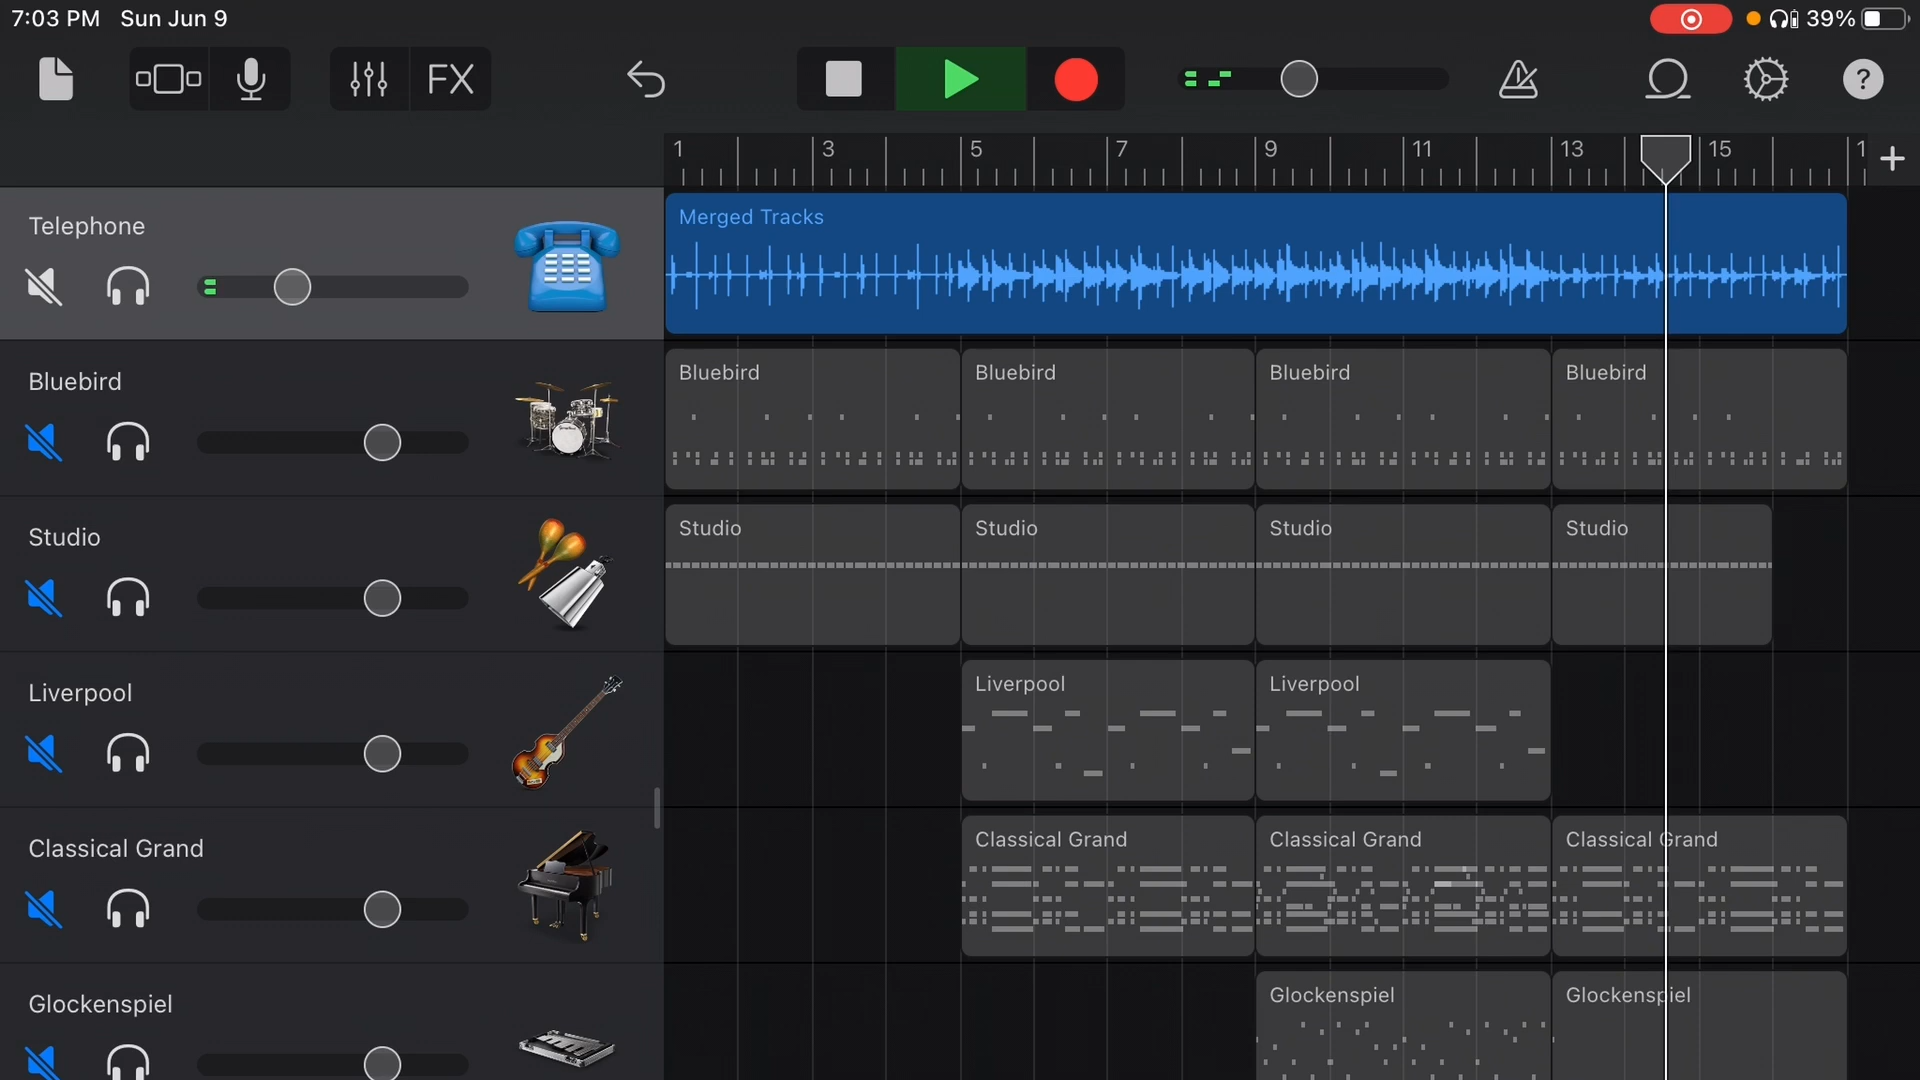 7:03 PM Sun Jun 9 39%
FX ?
1 3 5 7 9 11 13 15 1 +
Telephone
Merged Tracks
Bluebird
Bluebird Bluebird Bluebird Bluebird
Studio
Studio Studio Studio Studio
Liverpool
Liverpool Liverpool
Classical Grand
Classical Grand Classical Grand Classical Grand
Glockenspiel
Glockenspiel Glockenspiel